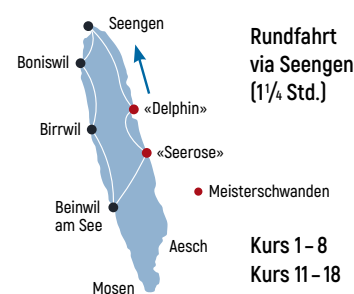 Seengen
Boniswil
«Delphin»
Birrwil
«Seerose»
Meisterschwanden
Beinwil
am See
Aesch
Mosen
Rundfahrt
via Seengen
(1¼ Std.)
Kurs 1 – 8
Kurs 11 – 18